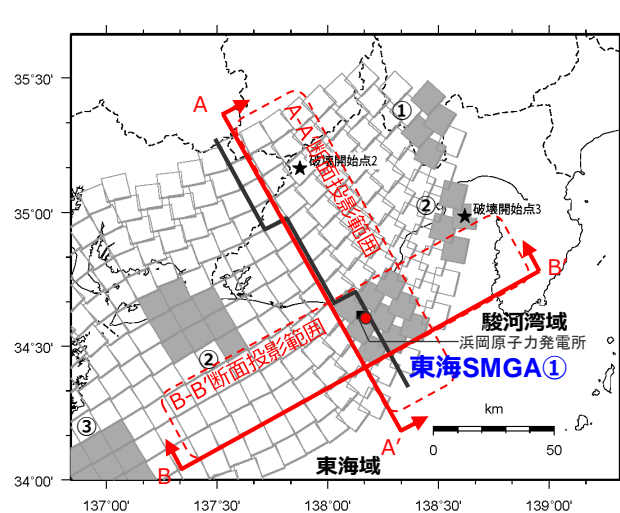 35°30'
35°00'
34°30'
34°00'
137°00'
137°30'
138°00'
138°30'
139°00'
A
A-A'断面投影範囲
①
破壊開始点2
②
破壊開始点3
B'
駿河湾域
浜岡原子力発電所
東海SMGA①
②
B-B'断面投影範囲
③
km
0
50
A'
B
東海域